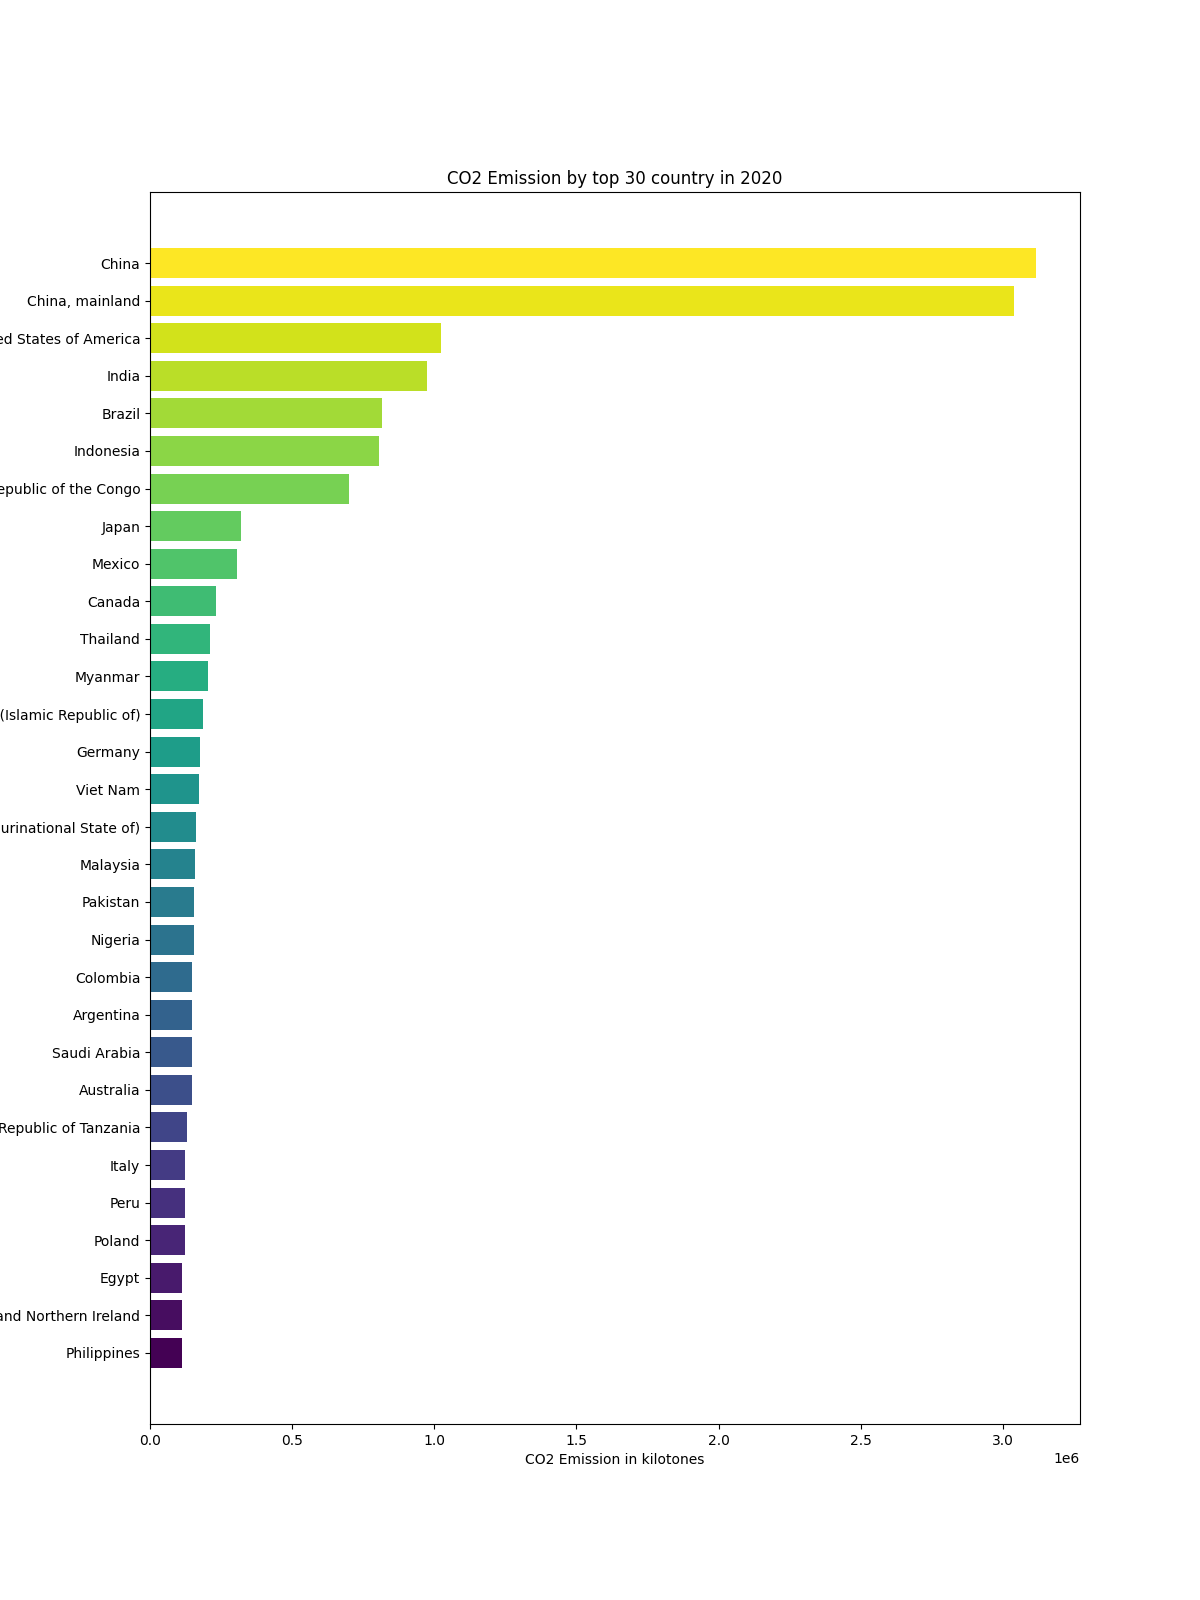 CO2 Emission by top 30 country in 2020
China
China, mainland
ed States of America
India
Brazil
Indonesia
epublic of the Congo
Japan
Mexico
Canada
Thailand
Myanmar
(Islamic Republic of)
Germany
Viet Nam
urinational State of)
Malaysia
Pakistan
Nigeria
Colombia
Argentina
Saudi Arabia
Australia
Republic of Tanzania
Italy
Peru
Poland
Egypt
and Northern Ireland
Philippines
0.0 0.5 1.0 1.5 2.0 2.5 3.0
1e6
CO2 Emission in kilotones